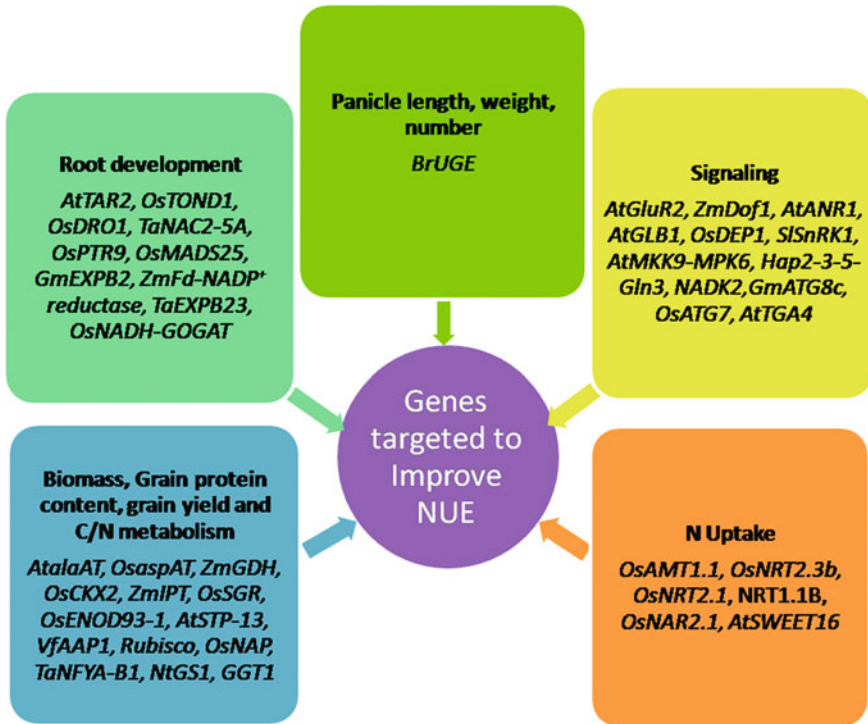 Panicle length, weight,
number
BrUGE
Root development
AtTAR2, OsTOND1,
OsDRO1, TaNAC2-5A,
OsPTR9, OsMADS25,
GmEXPB2, ZmFd-NADP⁺
reductase, TaEXPB23,
OsNADH-GOGAT
Signaling
AtGluR2, ZmDof1, AtANR1,
AtGLB1, OsDEP1, SlSnRK1,
AtMKK9-MPK6, Hap2-3-5-
Gln3, NADK2,GmATG8c,
OsATG7, AtTGA4
Genes
targeted to
Improve
NUE
Biomass, Grain protein
content, grain yield and
C/N metabolism
AtalaAT, OsaspAT, ZmGDH,
OsCKX2, ZmIPT, OsSGR,
OsENOD93-1, AtSTP-13,
VfAAP1, Rubisco, OsNAP,
TaNFYA-B1, NtGS1, GGT1
N Uptake
OsAMT1.1, OsNRT2.3b,
OsNRT2.1, NRT1.1B,
OsNAR2.1, AtSWEET16